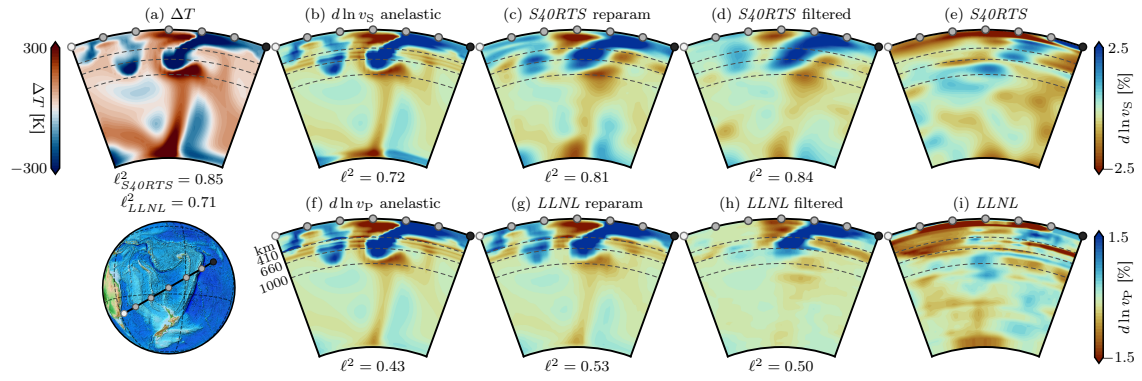 (a) ΔT
(b) d ln v_S anelastic
(c) S40RTS reparam
(d) S40RTS filtered
(e) S40RTS
300
ΔT [K]
−300
2.5
d ln v_S [%]
−2.5
ℓ²_S40RTS = 0.85
ℓ²_LLNL = 0.71
ℓ² = 0.72
ℓ² = 0.81
ℓ² = 0.84
(f) d ln v_P anelastic
(g) LLNL reparam
(h) LLNL filtered
(i) LLNL
km
410
660
1000
1.5
d ln v_P [%]
−1.5
ℓ² = 0.43
ℓ² = 0.53
ℓ² = 0.50